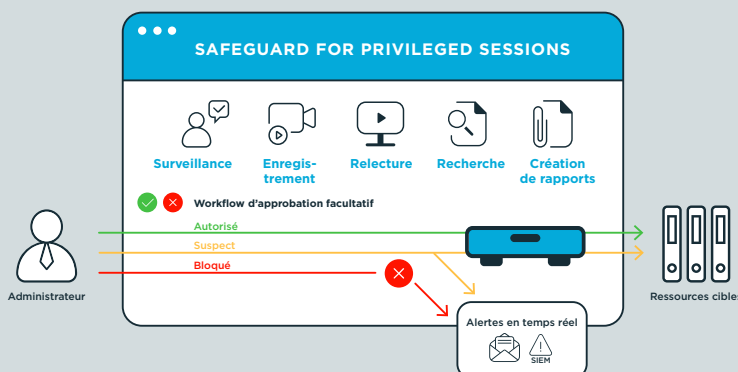 SAFEGUARD FOR PRIVILEGED SESSIONS
Surveillance
Enregis-
trement
Relecture
Recherche
Création
de rapports
Workflow d'approbation facultatif
Autorisé
Suspect
Bloqué
Administrateur
Ressources cibles
Alertes en temps réel
SIEM